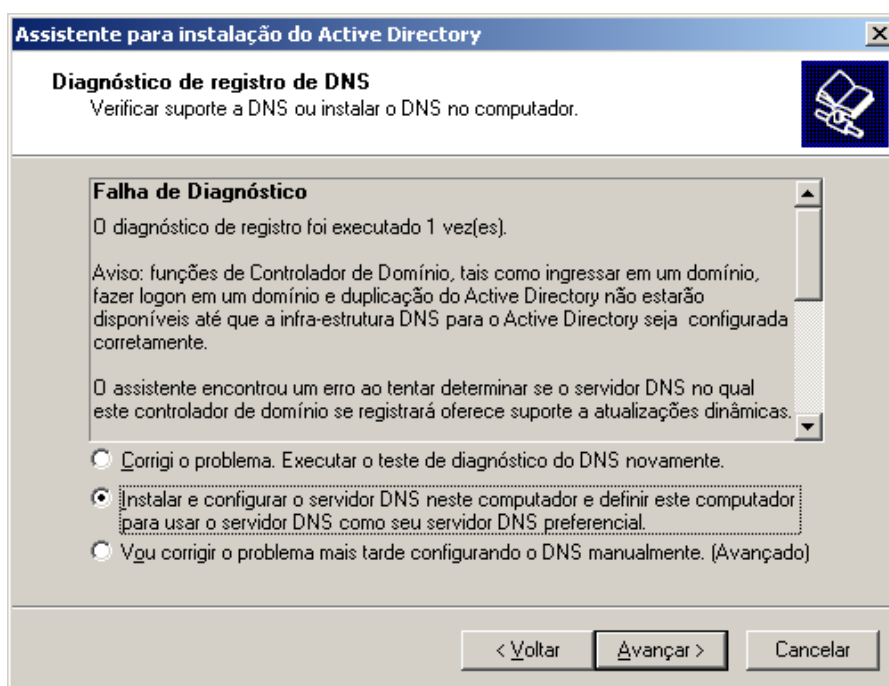 Assistente para instalação do Active Directory
Diagnóstico de registro de DNS
Verificar suporte a DNS ou instalar o DNS no computador.
Falha de Diagnóstico
O diagnóstico de registro foi executado 1 vez(es).
Aviso: funções de Controlador de Domínio, tais como ingressar em um domínio,
fazer logon em um domínio e duplicação do Active Directory não estarão
disponíveis até que a infra-estrutura DNS para o Active Directory seja configurada
corretamente.
O assistente encontrou um erro ao tentar determinar se o servidor DNS no qual
este controlador de domínio se registrará oferece suporte a atualizações dinâmicas.
Corrigi o problema. Executar o teste de diagnóstico do DNS novamente.
Instalar e configurar o servidor DNS neste computador e definir este computador
para usar o servidor DNS como seu servidor DNS preferencial.
Vou corrigir o problema mais tarde configurando o DNS manualmente. (Avançado)
< Voltar Avançar > Cancelar